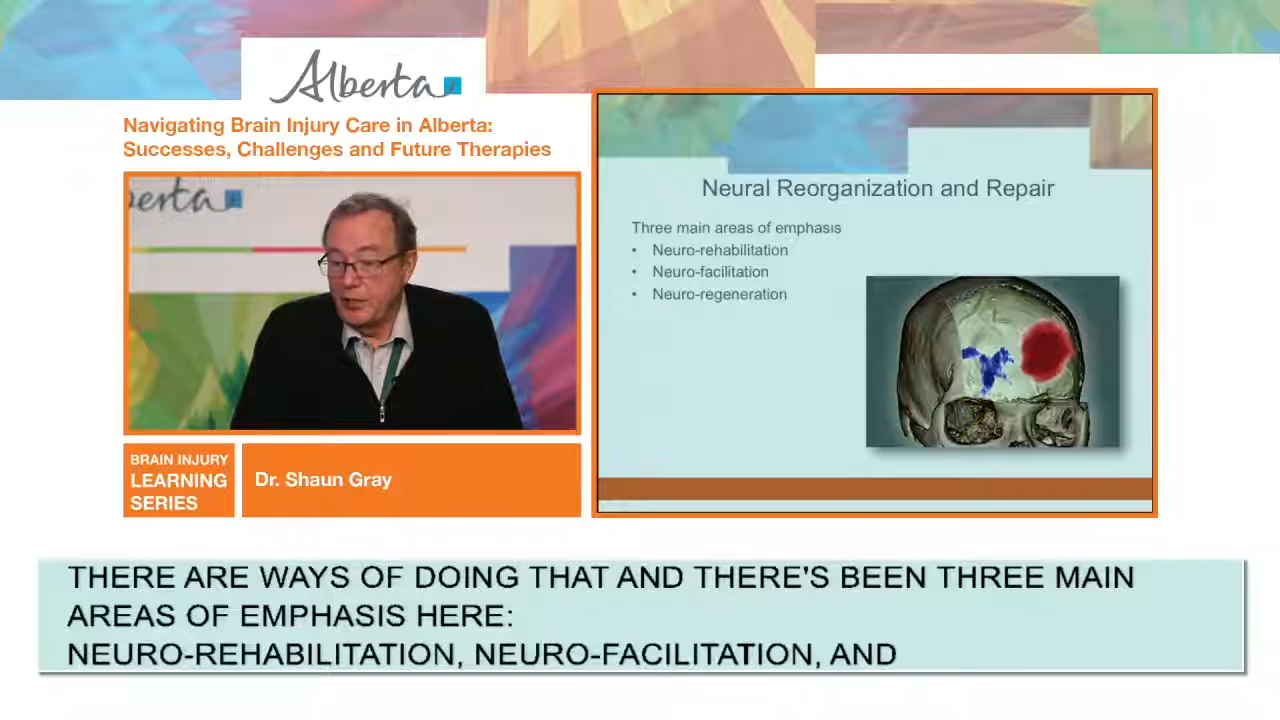 Alberta
Navigating Brain Injury Care in Alberta:
Successes, Challenges and Future Therapies
berta
BRAIN INJURY
LEARNING
SERIES
Dr. Shaun Gray
Neural Reorganization and Repair
Three main areas of emphasis
• Neuro-rehabilitation
• Neuro-facilitation
• Neuro-regeneration
THERE ARE WAYS OF DOING THAT AND THERE'S BEEN THREE MAIN
AREAS OF EMPHASIS HERE:
NEURO-REHABILITATION, NEURO-FACILITATION, AND